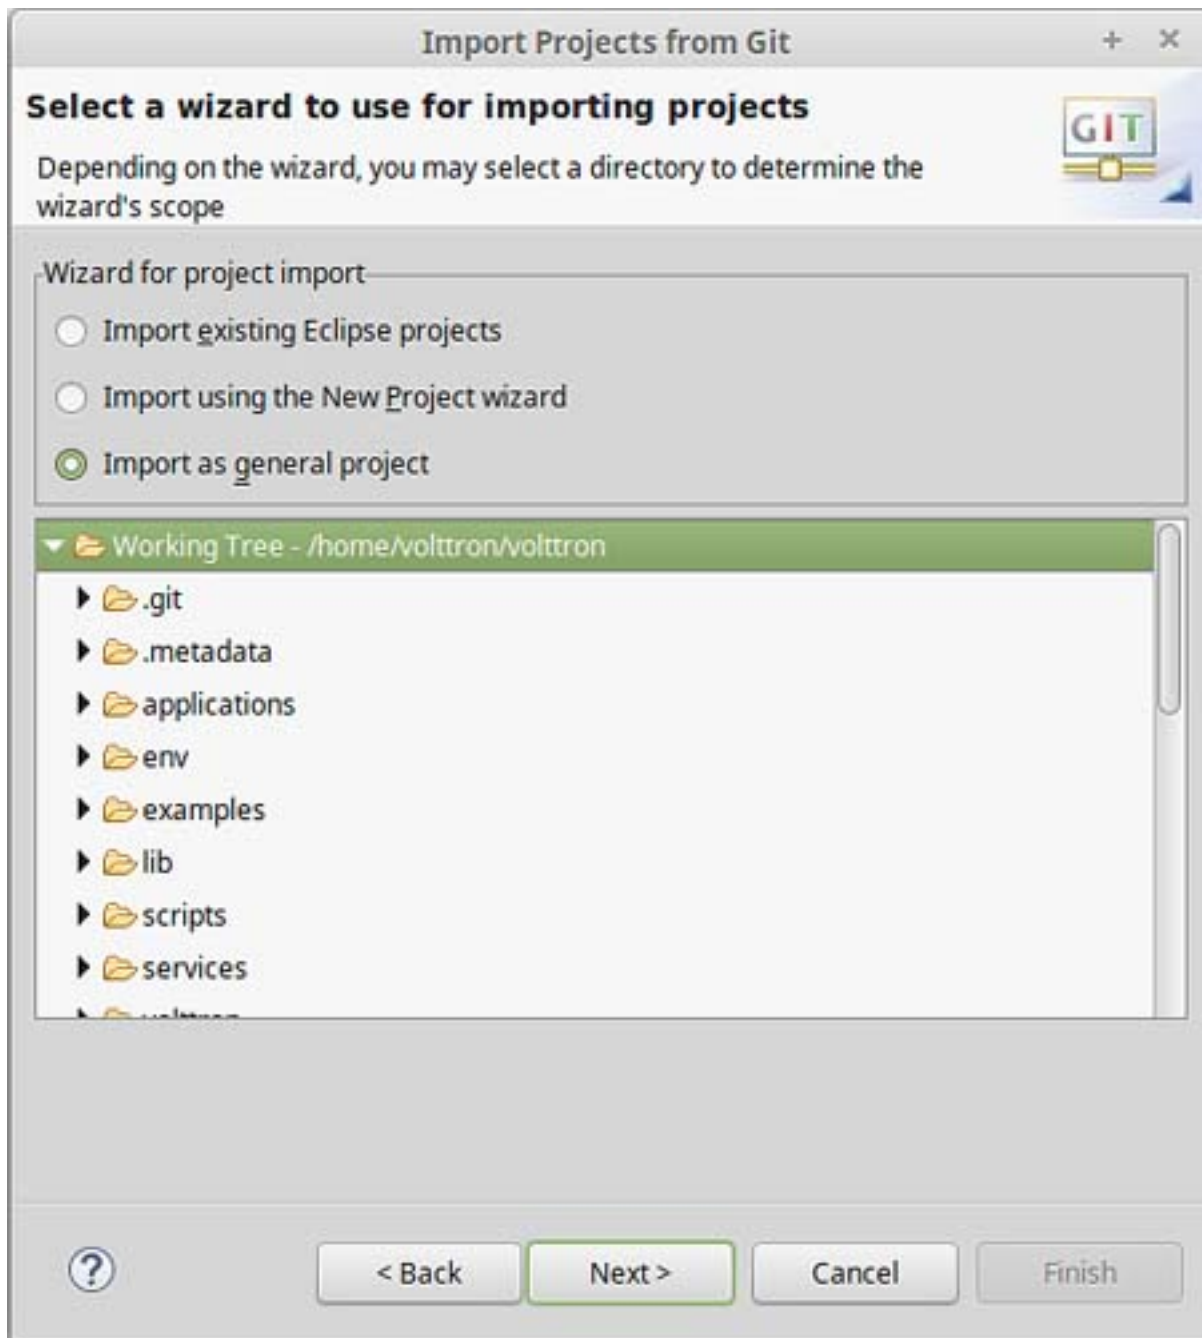 Import Projects from Git
Select a wizard to use for importing projects
GIT
Depending on the wizard, you may select a directory to determine the
wizard's scope
Wizard for project import
Import existing Eclipse projects
Import using the New Project wizard
Import as general project
Working Tree - /home/volttron/volttron
.git
.metadata
applications
env
examples
lib
scripts
services
?
< Back
Next >
Cancel
Finish